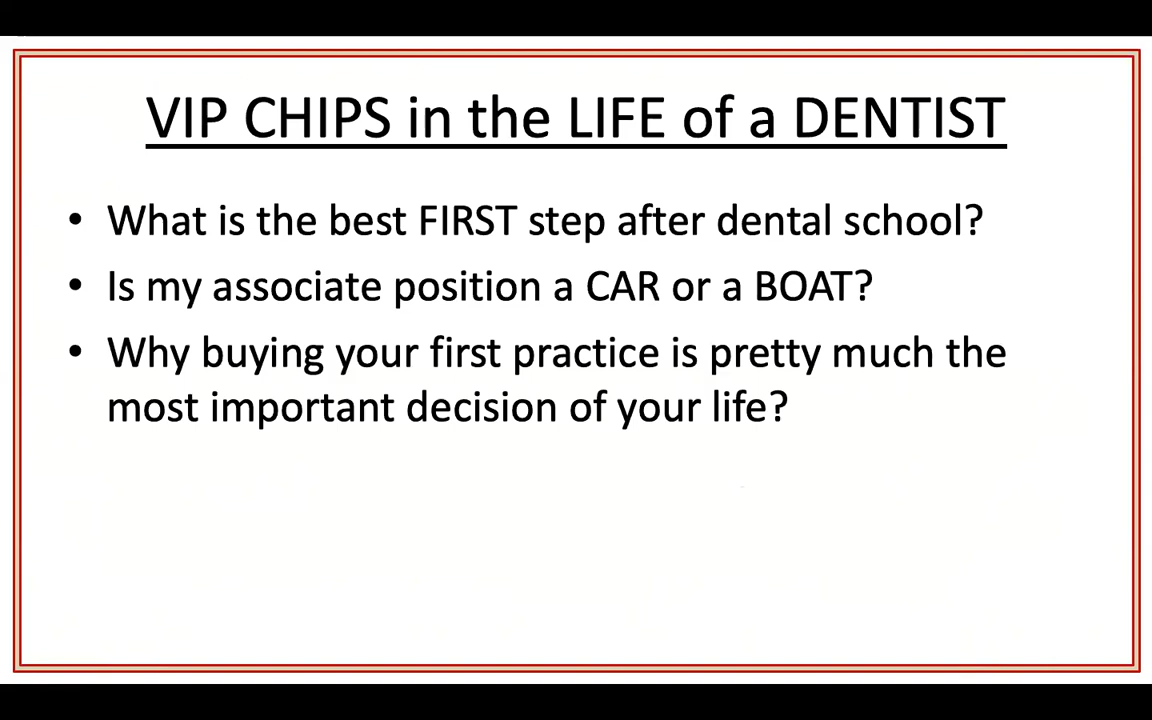 VIP CHIPS in the LIFE of a DENTIST
• What is the best FIRST step after dental school?
• Is my associate position a CAR or a BOAT?
• Why buying your first practice is pretty much the
most important decision of your life?